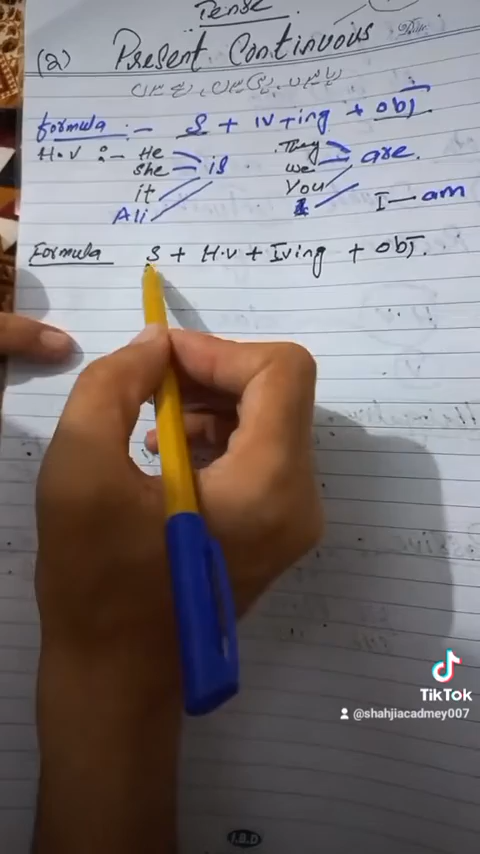 Tense
(2) Present Continuous
Formula :- S + IV + ing + obj
H.V :- He She it Ali is They we You are I — am
Formula S + H.V + IVing + obj.
TikTok
@shahjiacadmey007
I.B.D